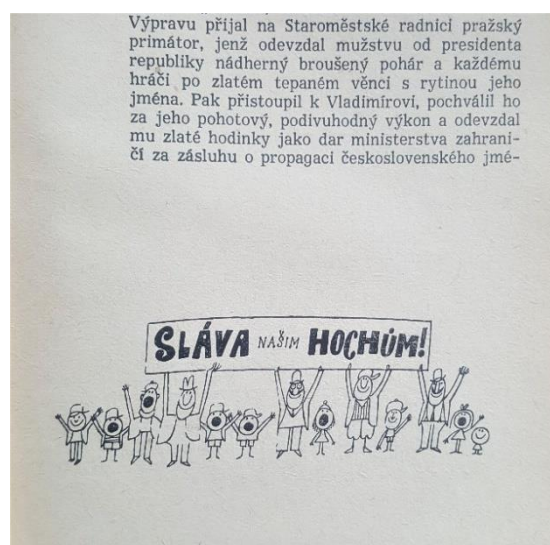 Výpravu přijal na Staroměstské radnici pražský
primátor, jenž odevzdal mužstvu od presidenta
republiky nádherný broušený pohár a každému
hráči po zlatém tepaném věnci s rytinou jeho
jména. Pak přistoupil k Vladimírovi, pochválil ho
za jeho pohotový, podivuhodný výkon a odevzdal
mu zlaté hodinky jako dar ministerstva zahrani-
čí za zásluhu o propagaci československého jmé-
SLÁVA NAŠIM HOCHŮM!